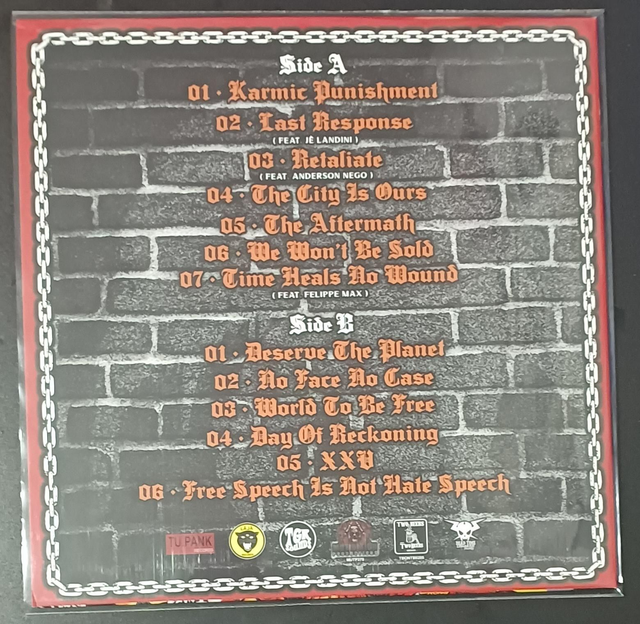 Side A
01 · Karmic Punishment
02 · Last Response
( FEAT. JÊ LANDINI )
03 · Retaliate
( FEAT. ANDERSON NEGO )
04 · The City Is Ours
05 · The Aftermath
06 · We Won't Be Sold
07 · Time Heals No Wound
( FEAT. FELIPPE MAX )
Side B
01 · Deserve The Planet
02 · No Face No Case
03 · World To Be Free
04 · Day Of Reckoning
05 · XXV
06 · Free Speech Is Not Hate Speech
TU PANK